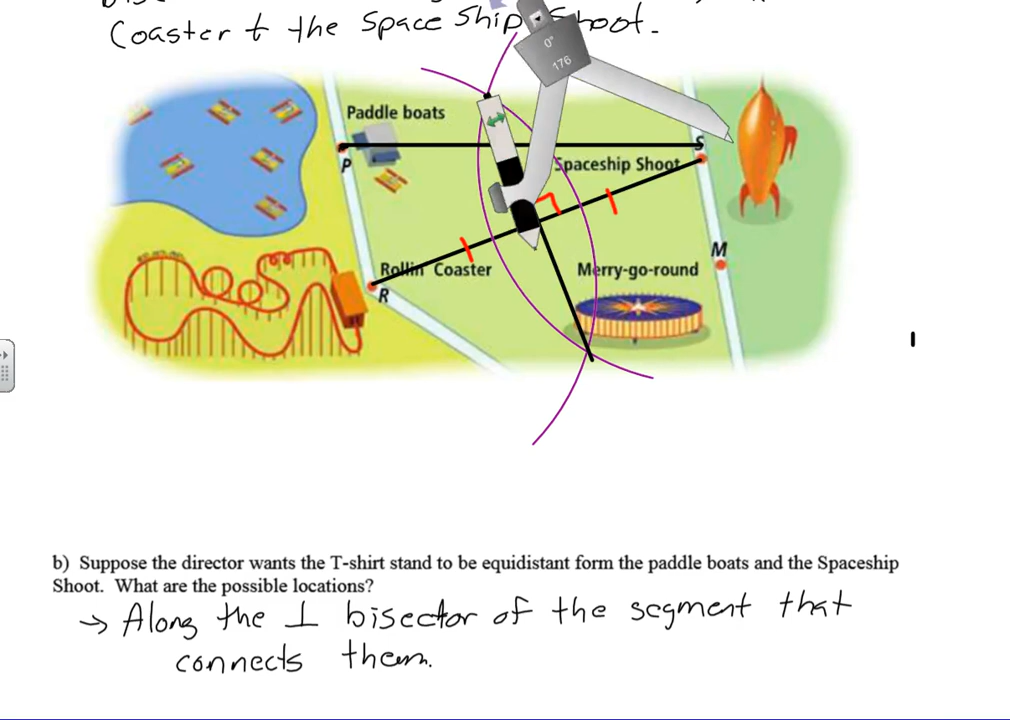 Coaster & the Space Ship Shoot.
0°
176
Paddle boats
S
P
Spaceship Shoot
M
Rollin Coaster
Merry-go-round
R
b) Suppose the director wants the T-shirt stand to be equidistant form the paddle boats and the Spaceship
Shoot. What are the possible locations?
→ Along the ⊥ bisector of the segment that
connects them.